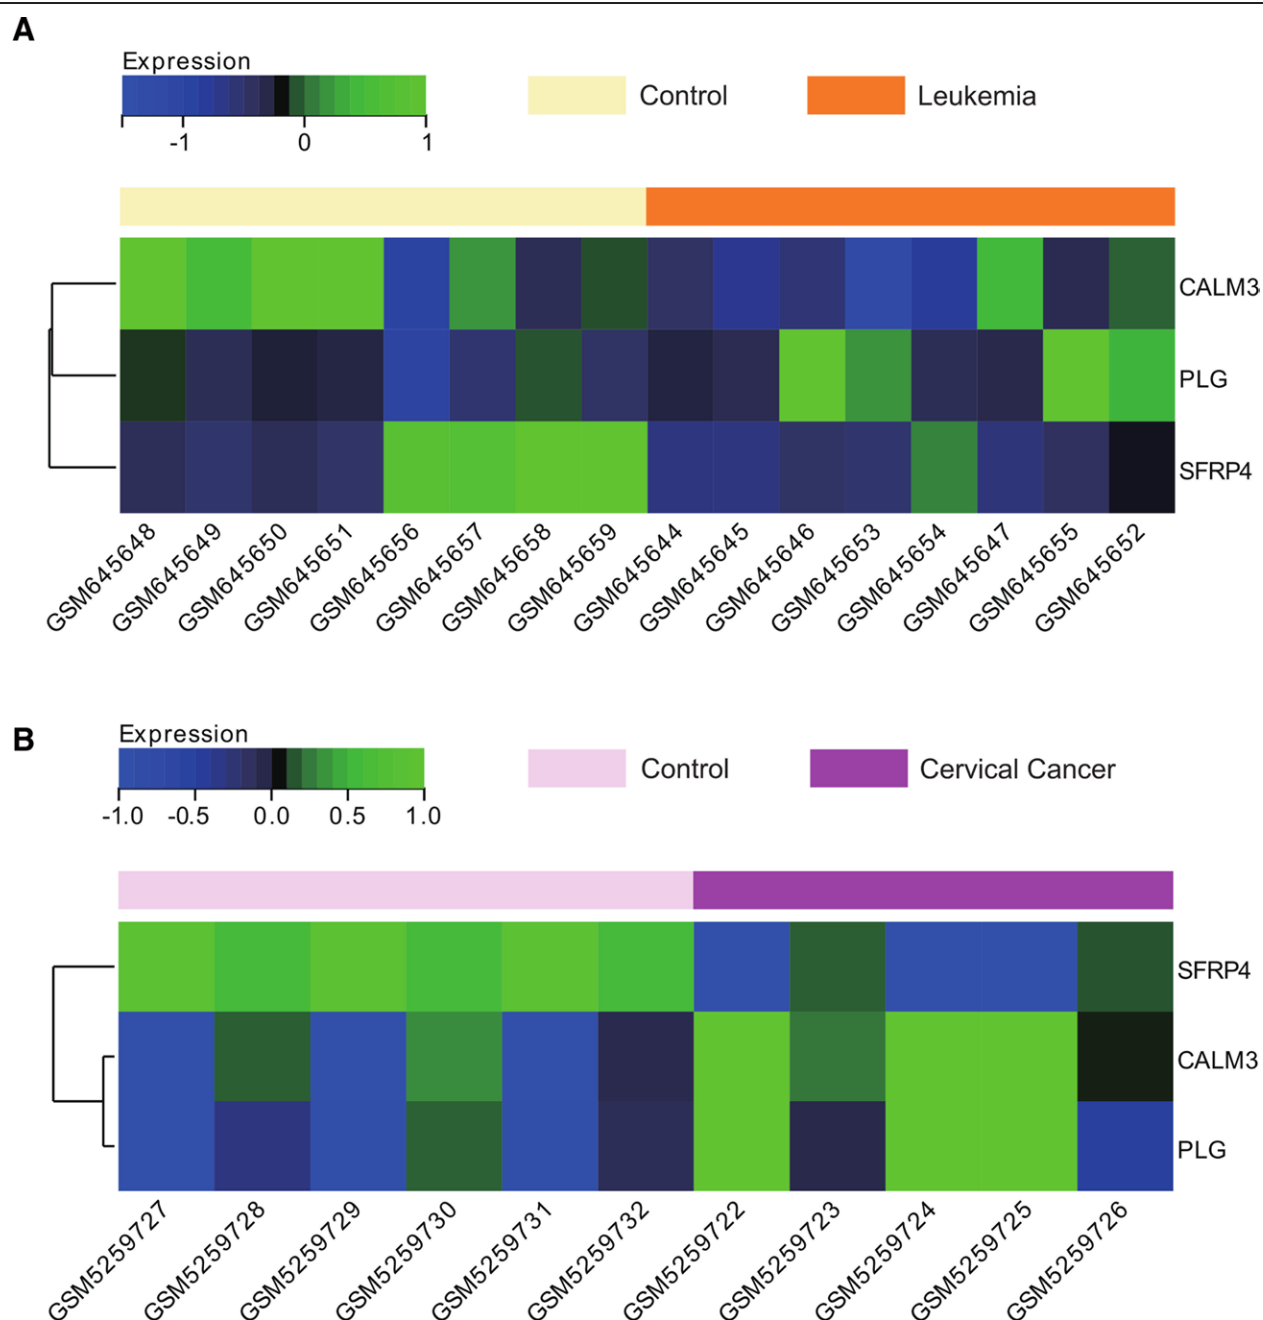 A
Expression
-1 0 1
Control
Leukemia
CALM3
PLG
SFRP4
GSM645648
GSM645649
GSM645650
GSM645651
GSM645656
GSM645657
GSM645658
GSM645659
GSM645644
GSM645645
GSM645646
GSM645653
GSM645654
GSM645647
GSM645655
GSM645652
B
Expression
-1.0 -0.5 0.0 0.5 1.0
Control
Cervical Cancer
SFRP4
CALM3
PLG
GSM5259727
GSM5259728
GSM5259729
GSM5259730
GSM5259731
GSM5259732
GSM5259722
GSM5259723
GSM5259724
GSM5259725
GSM5259726